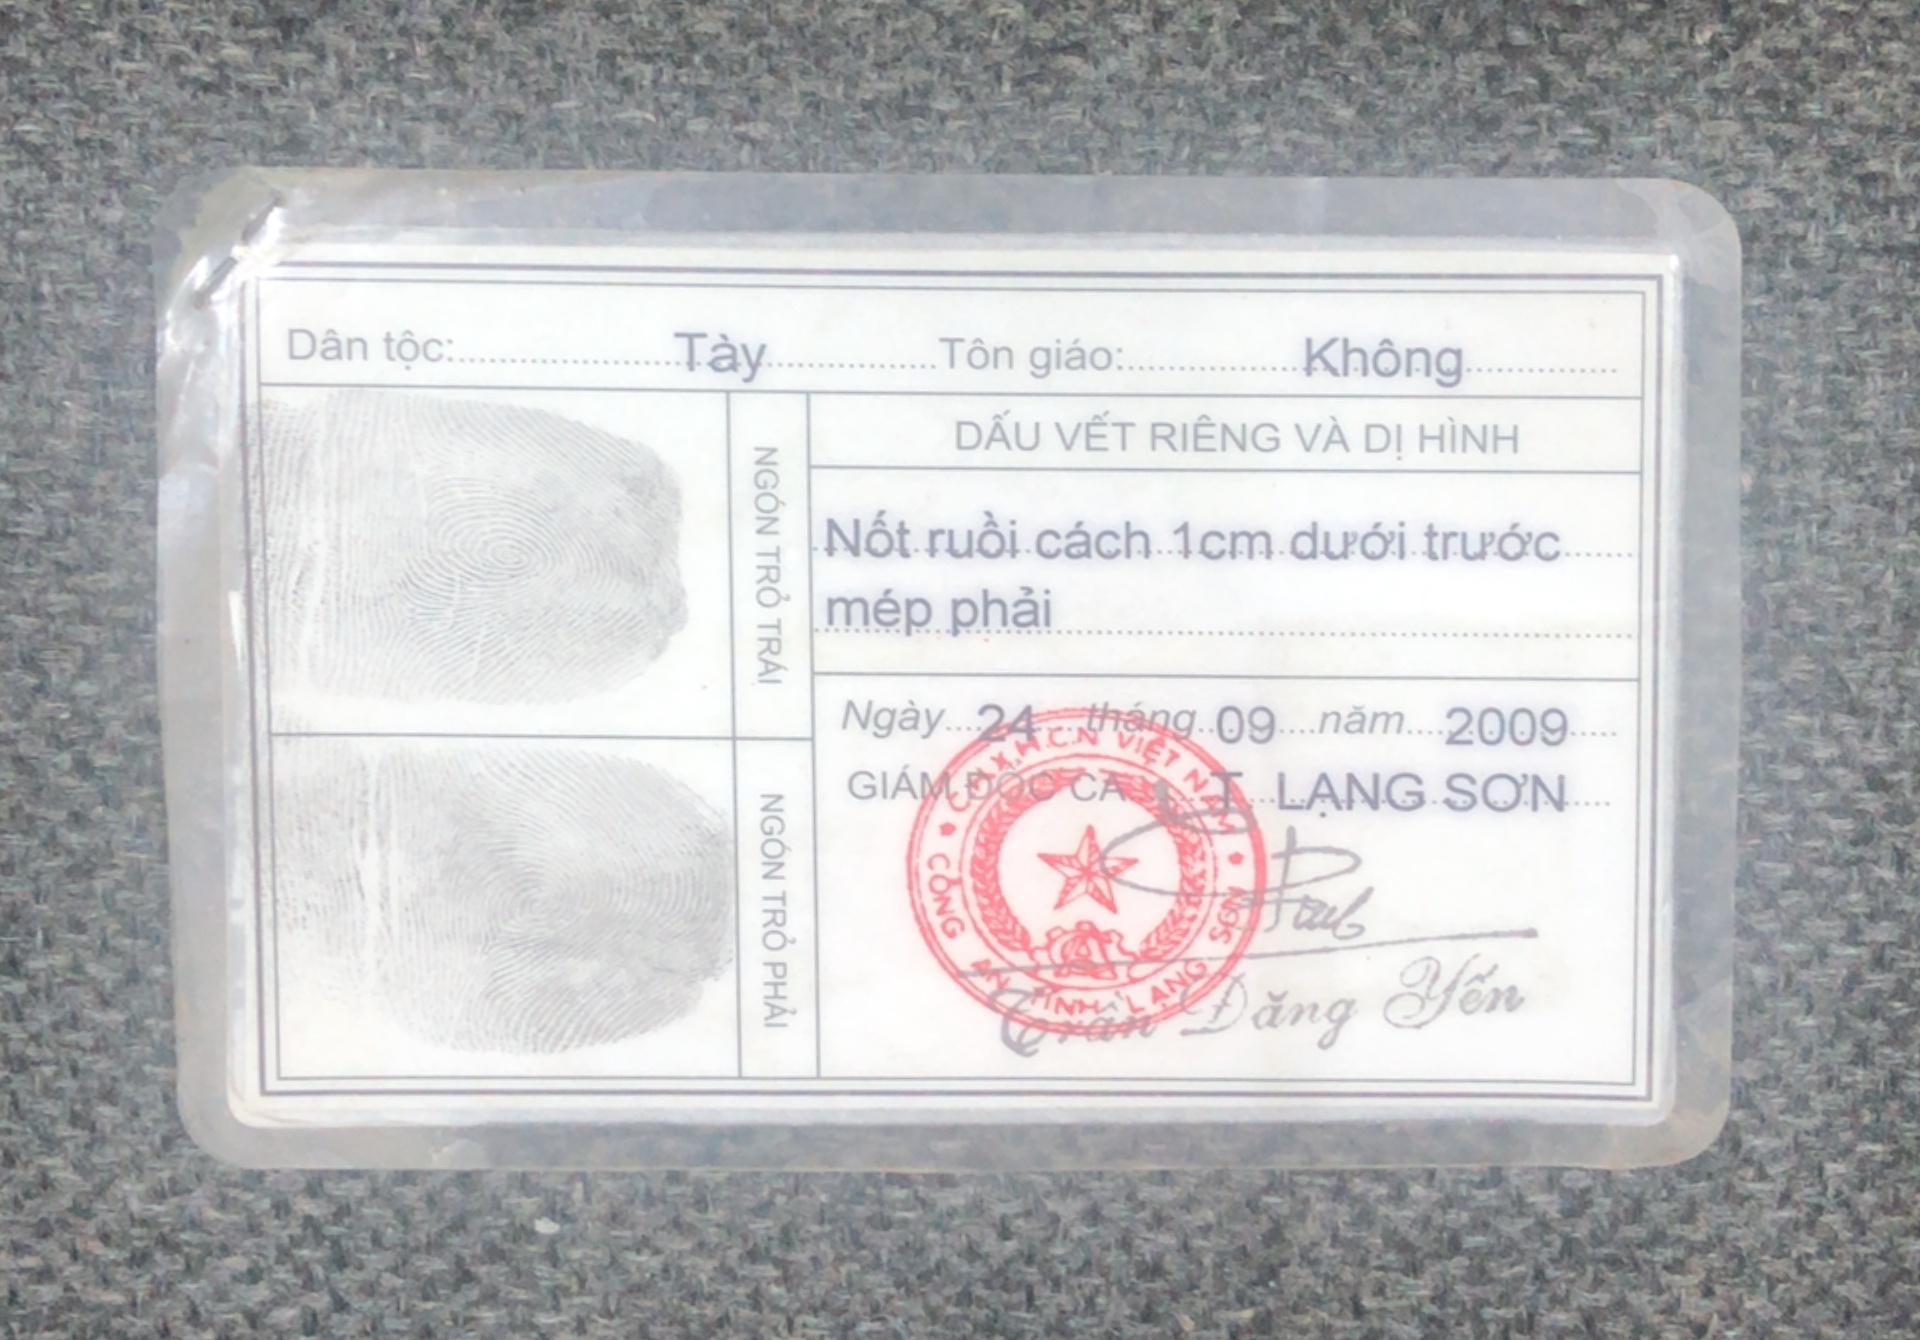 Dân tộc: Tày Tôn giáo: Không
NGÓN TRỎ TRÁI
DẤU VẾT RIÊNG VÀ DỊ HÌNH
Nốt ruồi cách 1cm dưới trước
mép phải
NGÓN TRỎ PHẢI
Ngày 24 tháng 09 năm 2009
GIÁM ĐỐC CA T LẠNG SƠN
C.H.X.H.C.N VIỆT NAM
CÔNG AN TỈNH LẠNG SƠN
Trần Đăng Yến